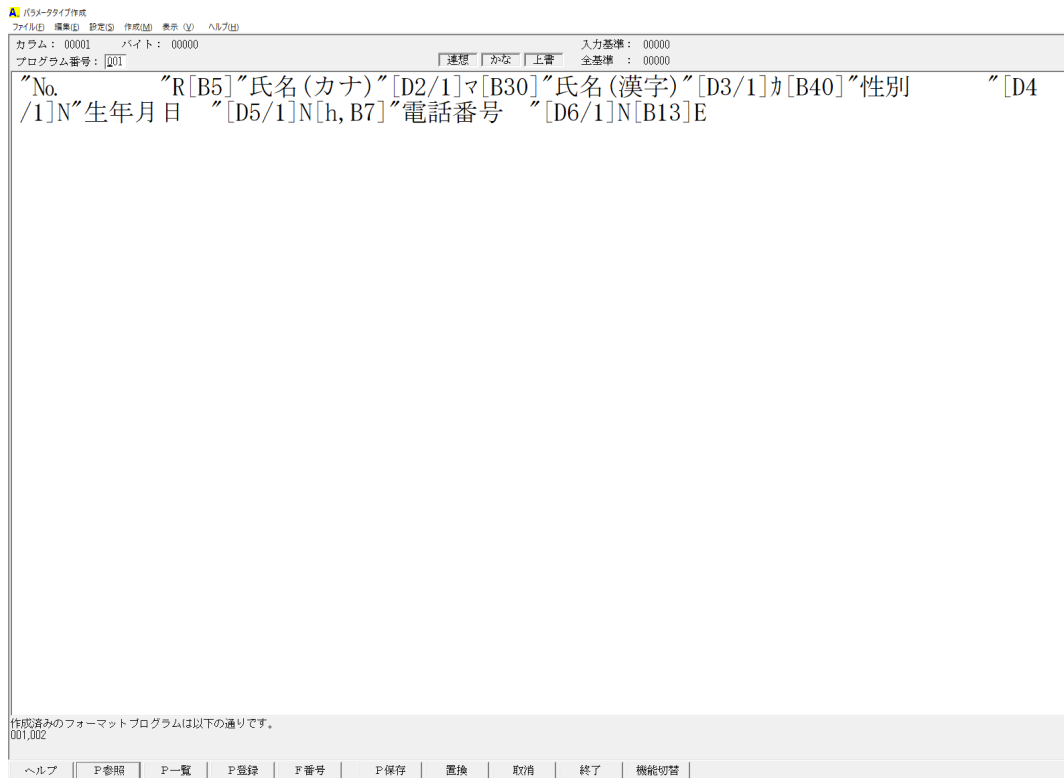 パラメータタイプ作成
ファイル(F) 編集(E) 設定(S) 作成(M) 表示 (V) ヘルプ(H)
カラム： 00001 バイト： 00000 入力基準： 00000
プログラム番号： 001 連想 かな 上書 全基準 ： 00000
"No. "R[B5]"氏名(カナ)"[D2/1]ﾏ[B30]"氏名(漢字)"[D3/1]ｶ[B40]"性別 "[D4
/1]N"生年月日 "[D5/1]N[h,B7]"電話番号 "[D6/1]N[B13]E
作成済みのフォーマットプログラムは以下の通りです。
001,002
ヘルプ P参照 P一覧 P登録 F番号 P保存 置換 取消 終了 機能切替